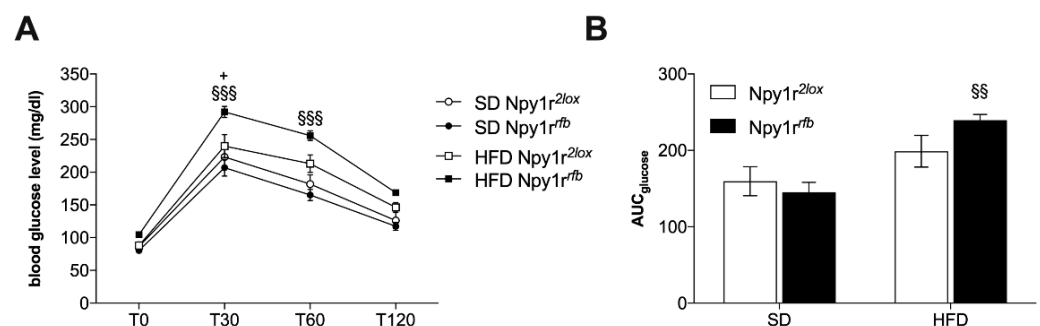 A
blood glucose level (mg/dl)
350
300
250
200
150
100
50
0
+
§§§
§§§
T0 T30 T60 T120
SD Npy1r2lox
SD Npy1rrfb
HFD Npy1r2lox
HFD Npy1rrfb
B
AUCglucose
300
200
100
0
Npy1r2lox
Npy1rrfb
§§
SD HFD